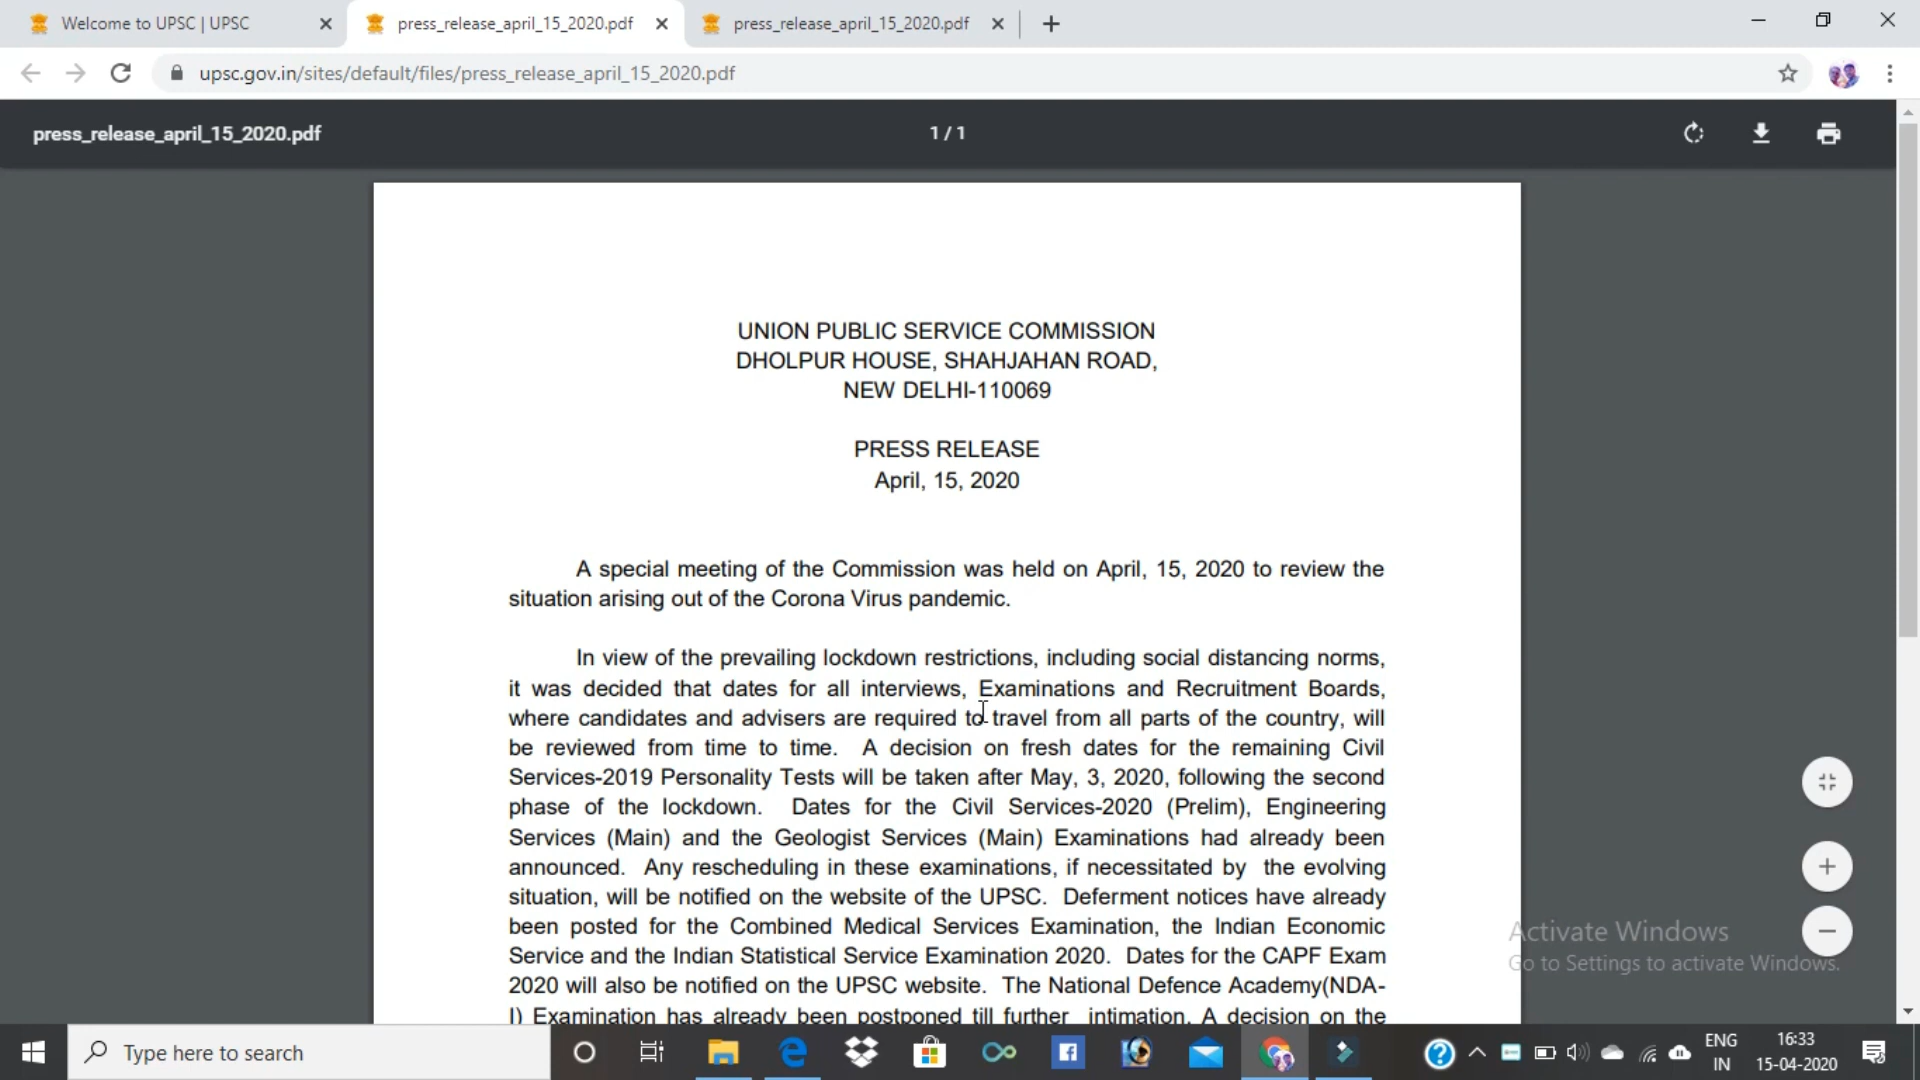 Welcome to UPSC | UPSC
press_release_april_15_2020.pdf
press_release_april_15_2020.pdf
upsc.gov.in/sites/default/files/press_release_april_15_2020.pdf
press_release_april_15_2020.pdf
1 / 1
UNION PUBLIC SERVICE COMMISSION
DHOLPUR HOUSE, SHAHJAHAN ROAD,
NEW DELHI-110069
PRESS RELEASE
April, 15, 2020
A special meeting of the Commission was held on April, 15, 2020 to review the
situation arising out of the Corona Virus pandemic.
In view of the prevailing lockdown restrictions, including social distancing norms,
it was decided that dates for all interviews, Examinations and Recruitment Boards,
where candidates and advisers are required to travel from all parts of the country, will
be reviewed from time to time. A decision on fresh dates for the remaining Civil
Services-2019 Personality Tests will be taken after May, 3, 2020, following the second
phase of the lockdown. Dates for the Civil Services-2020 (Prelim), Engineering
Services (Main) and the Geologist Services (Main) Examinations had already been
announced. Any rescheduling in these examinations, if necessitated by the evolving
situation, will be notified on the website of the UPSC. Deferment notices have already
been posted for the Combined Medical Services Examination, the Indian Economic
Service and the Indian Statistical Service Examination 2020. Dates for the CAPF Exam
2020 will also be notified on the UPSC website. The National Defence Academy(NDA-
I) Examination has already been postponed till further intimation. A decision on the
Activate Windows
Go to Settings to activate Windows.
Type here to search
ENG
IN
16:33
15-04-2020